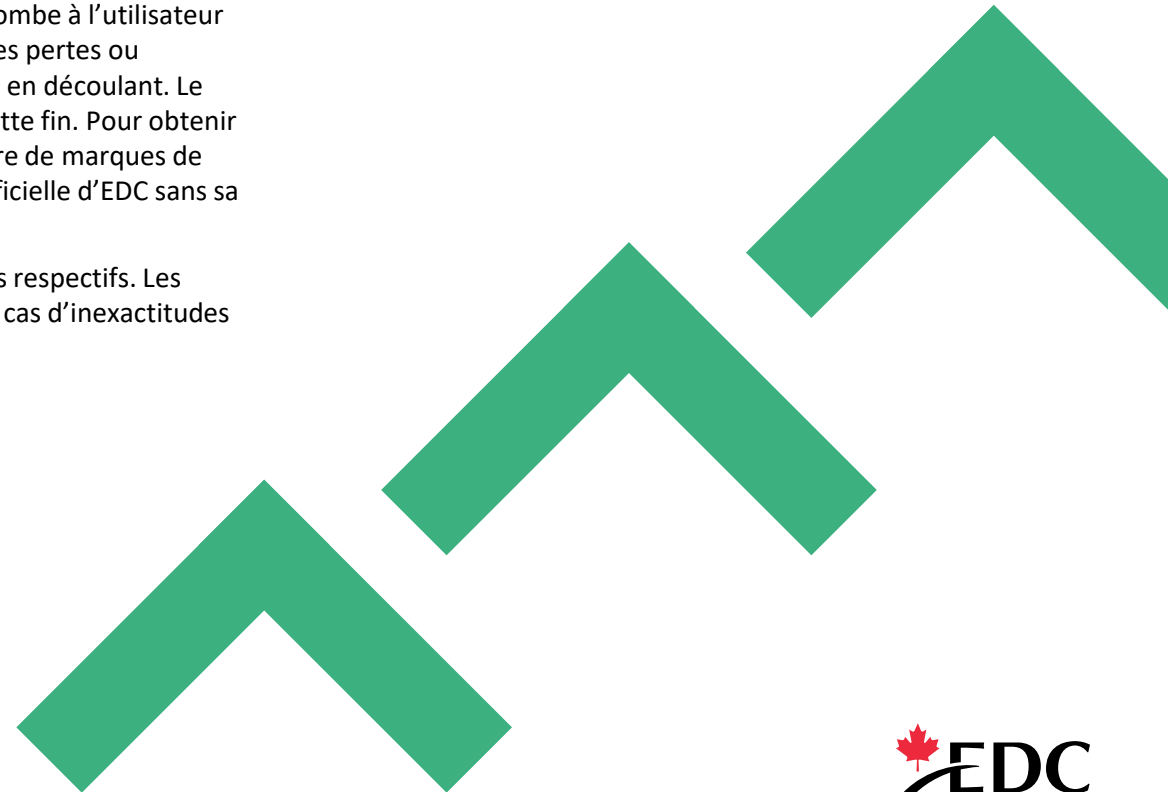 ombe à l’utilisateur
es pertes ou
en découlant. Le
tte fin. Pour obtenir
re de marques de
ficielle d’EDC sans sa
s respectifs. Les
cas d’inexactitudes
EDC